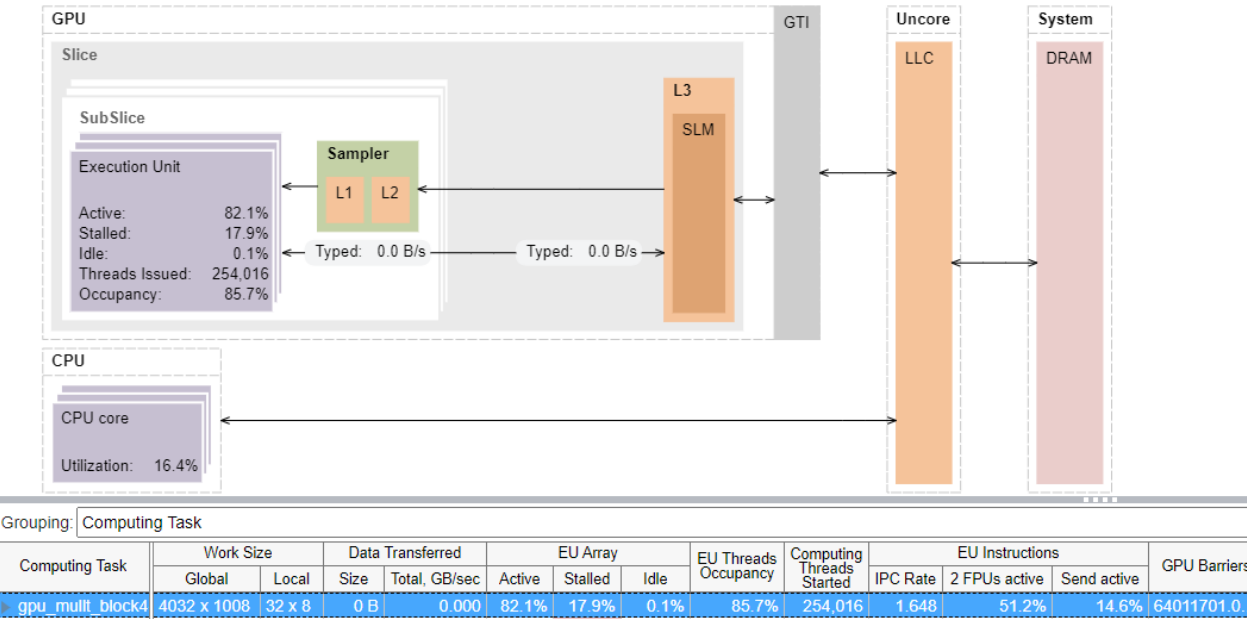 GPU
GTI
Uncore
System
Slice
LLC
DRAM
L3
SubSlice
SLM
Sampler
Execution Unit
L1 L2
Active: 82.1%
Stalled: 17.9%
Idle: 0.1%
Typed: 0.0 B/s
Typed: 0.0 B/s
Threads Issued: 254,016
Occupancy: 85.7%
CPU
CPU core
Utilization: 16.4%
Grouping: Computing Task
Computing Task Work Size Data Transferred EU Array EU Threads Occupancy Computing Threads Started EU Instructions GPU Barriers
Global Local Size Total, GB/sec Active Stalled Idle IPC Rate 2 FPUs active Send active
gpu_mullt_block4 4032 x 1008 32 x 8 0 B 0.000 82.1% 17.9% 0.1% 85.7% 254,016 1.648 51.2% 14.6% 64011701.0.